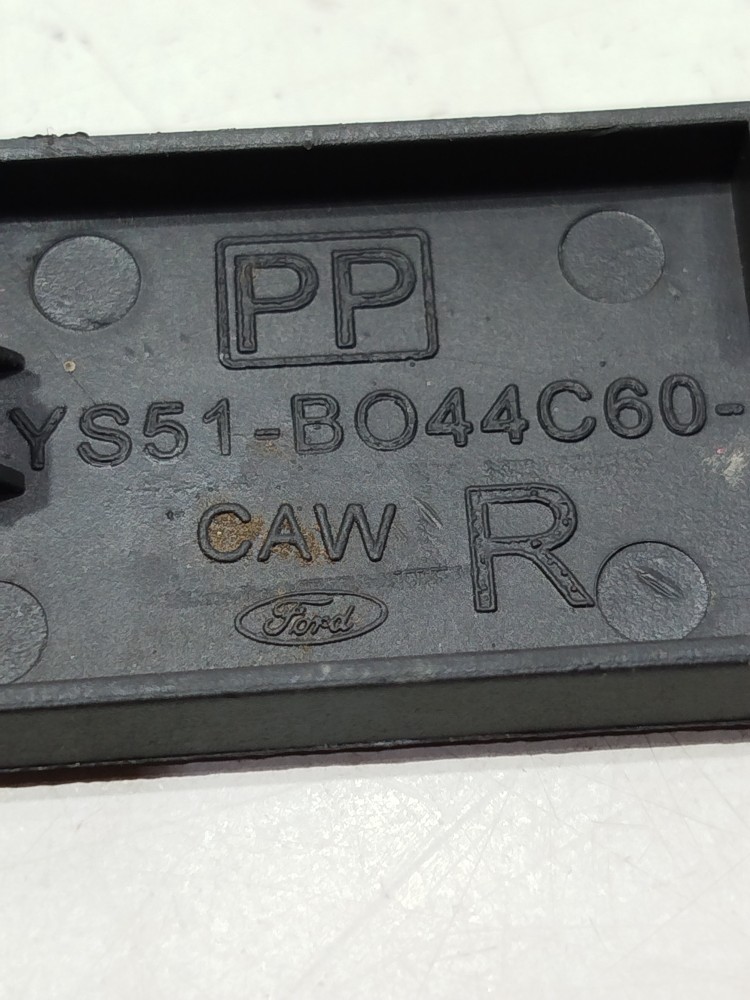 PP
YS51-BO44C60-
CAW R
Ford